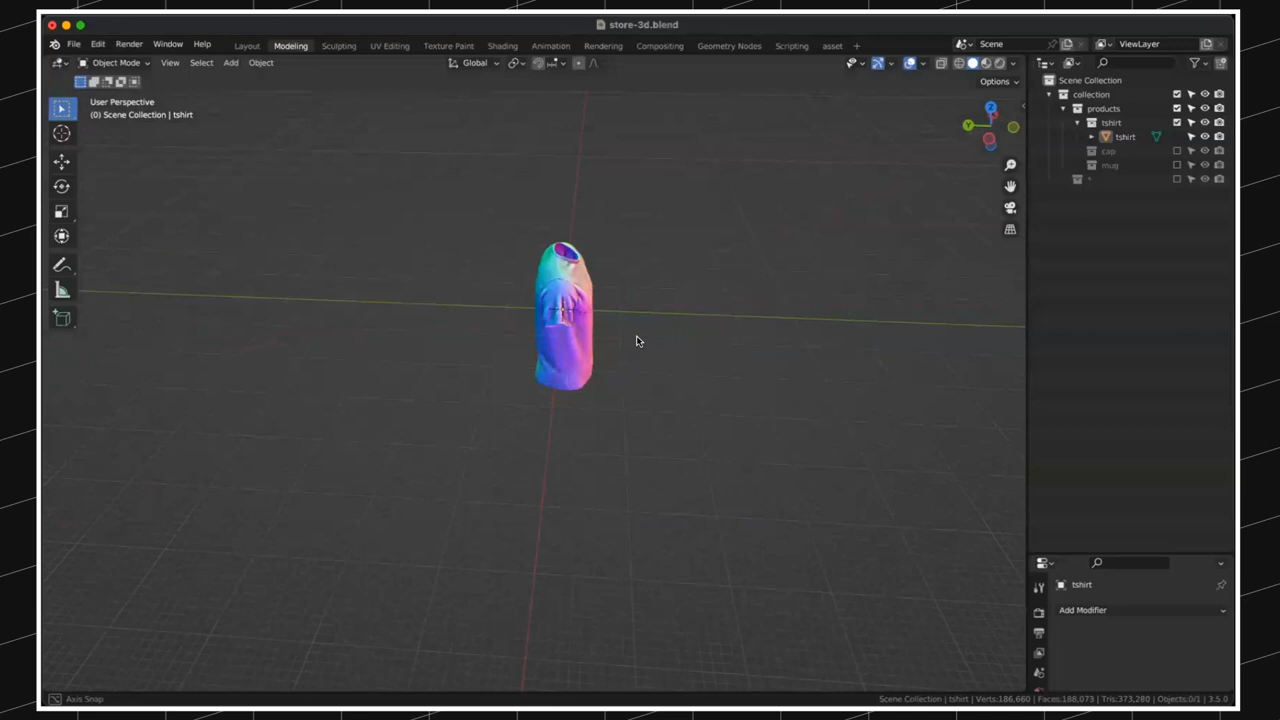 store-3d.blend
File Edit Render Window Help Layout Modeling Sculpting UV Editing Texture Paint Shading Animation Rendering Compositing Geometry Nodes Scripting asset + Scene ViewLayer
Object Mode View Select Add Object Global
Options
User Perspective
(0) Scene Collection | tshirt
Z
Y
Scene Collection
collection
products
tshirt
tshirt
cap
mug
tshirt
Add Modifier
Axis Snap
Scene Collection | tshirt | Verts:186,660 | Faces:188,073 | Tris:373,280 | Objects:0/1 | 3.5.0